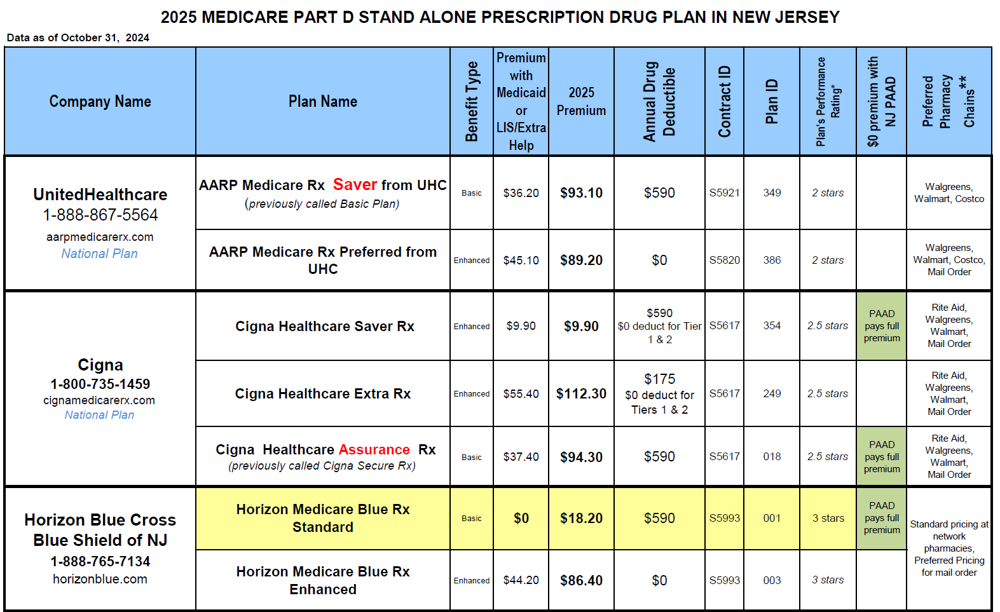 2025 MEDICARE PART D STAND ALONE PRESCRIPTION DRUG PLAN IN NEW JERSEY
Data as of October 31, 2024
Company Name
Plan Name
Benefit Type
Premium
with
Medicaid
or
LIS/Extra
Help
2025
Premium
Annual Drug
Deductible
Contract ID
Plan ID
Plan's Performance
Rating*
$0 premium with
NJ PAAD
Preferred
Pharmacy
Chains**
UnitedHealthcare
1-888-867-5564
aarpmedicarerx.com
National Plan
AARP Medicare Rx Saver from UHC
(previously called Basic Plan)
Basic
$36.20
$93.10
$590
S5921
349
2 stars
Walgreens,
Walmart, Costco
AARP Medicare Rx Preferred from
UHC
Enhanced
$45.10
$89.20
$0
S5820
386
2 stars
Walgreens,
Walmart, Costco,
Mail Order
Cigna
1-800-735-1459
cignamedicarerx.com
National Plan
Cigna Healthcare Saver Rx
Enhanced
$9.90
$9.90
$590
$0 deduct for Tier
1 & 2
S5617
354
2.5 stars
PAAD
pays full
premium
Rite Aid,
Walgreens,
Walmart,
Mail Order
Cigna Healthcare Extra Rx
Enhanced
$55.40
$112.30
$175
$0 deduct for
Tiers 1 & 2
S5617
249
2.5 stars
Rite Aid,
Walgreens,
Walmart,
Mail Order
Cigna Healthcare Assurance Rx
(previously called Cigna Secure Rx)
Basic
$37.40
$94.30
$590
S5617
018
2.5 stars
PAAD
pays full
premium
Rite Aid,
Walgreens,
Walmart,
Mail Order
Horizon Blue Cross
Blue Shield of NJ
1-888-765-7134
horizonblue.com
Horizon Medicare Blue Rx
Standard
Basic
$0
$18.20
$590
S5993
001
3 stars
PAAD
pays full
premium
Standard pricing at
network
pharmacies,
Preferred Pricing
for mail order
Horizon Medicare Blue Rx
Enhanced
Enhanced
$44.20
$86.40
$0
S5993
003
3 stars